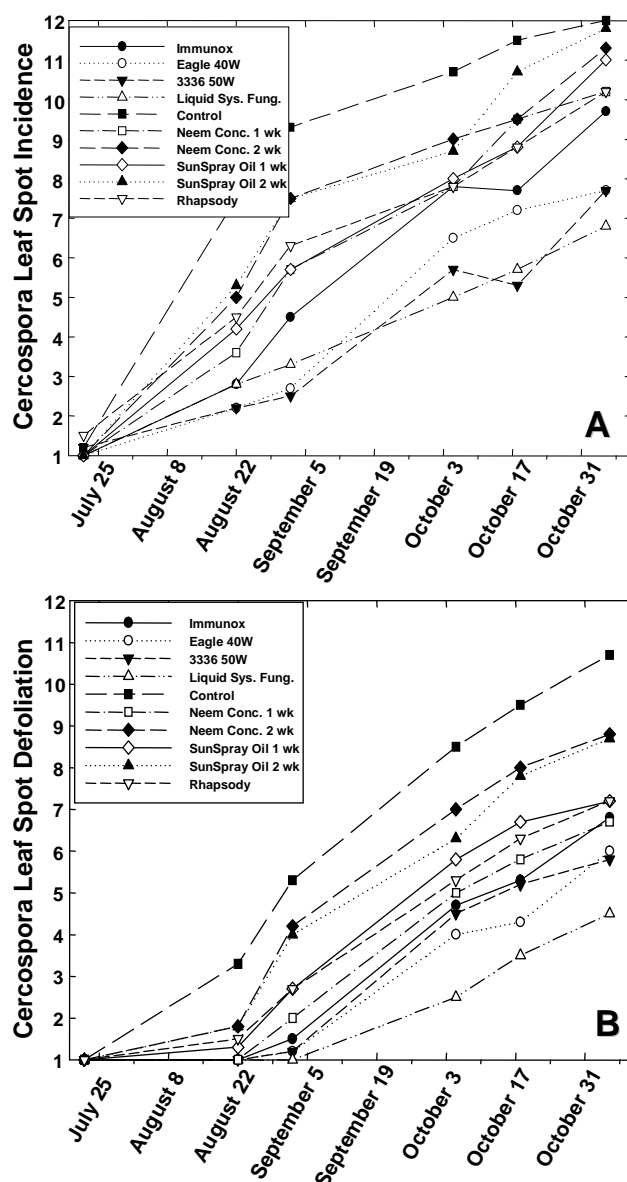 12
11
10
9
8
7
6
5
4
3
2
1
Cercospora Leaf Spot Incidence
Immunox
Eagle 40W
3336 50W
Liquid Sys. Fung.
Control
Neem Conc. 1 wk
Neem Conc. 2 wk
SunSpray Oil 1 wk
SunSpray Oil 2 wk
Rhapsody
A
July 25
August 8
August 22
September 5
September 19
October 3
October 17
October 31
12
11
10
9
8
7
6
5
4
3
2
1
Cercospora Leaf Spot Defoliation
Immunox
Eagle 40W
3336 50W
Liquid Sys. Fung.
Control
Neem Conc. 1 wk
Neem Conc. 2 wk
SunSpray Oil 1 wk
SunSpray Oil 2 wk
Rhapsody
B
July 25
August 8
August 22
September 5
September 19
October 3
October 17
October 31